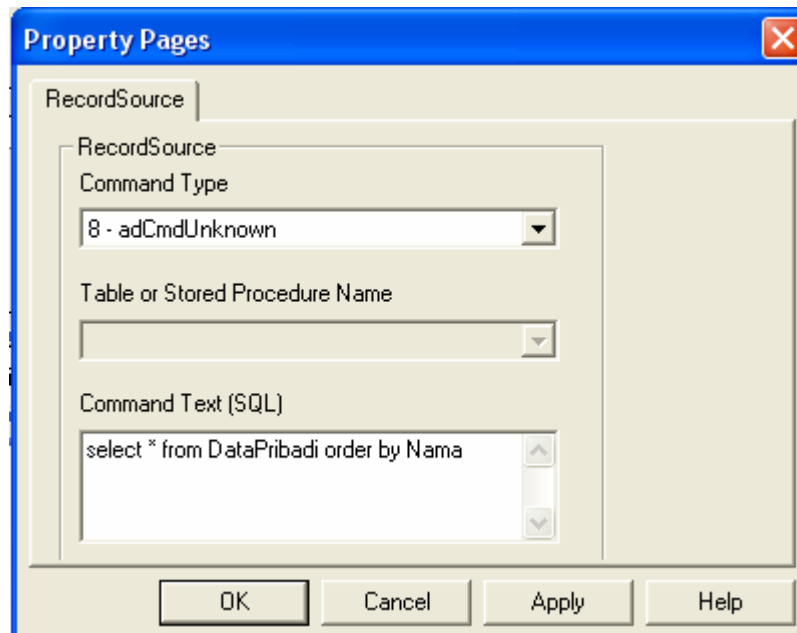 Property Pages
RecordSource
RecordSource
Command Type
8 - adCmdUnknown
Table or Stored Procedure Name
Command Text (SQL)
select * from DataPribadi order by Nama
OK Cancel Apply Help